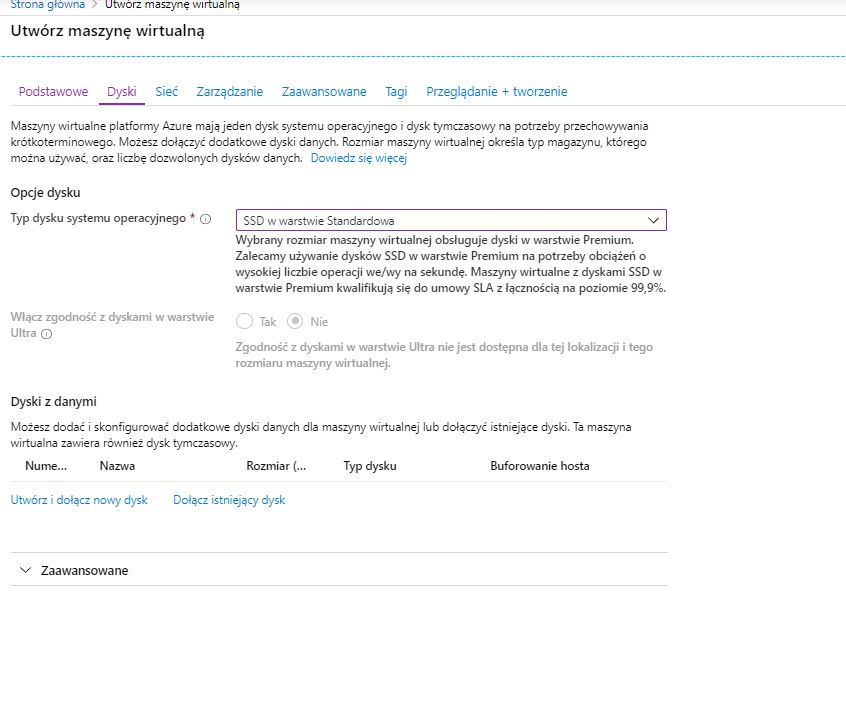 Strona główna > Utwórz maszynę wirtualną
Utwórz maszynę wirtualną
Podstawowe Dyski Sieć Zarządzanie Zaawansowane Tagi Przeglądanie + tworzenie
Maszyny wirtualne platformy Azure mają jeden dysk systemu operacyjnego i dysk tymczasowy na potrzeby przechowywania
krótkoterminowego. Możesz dołączyć dodatkowe dyski danych. Rozmiar maszyny wirtualnej określa typ magazynu, którego
można używać, oraz liczbę dozwolonych dysków danych. Dowiedz się więcej
Opcje dysku
Typ dysku systemu operacyjnego *
SSD w warstwie Standardowa
Wybrany rozmiar maszyny wirtualnej obsługuje dyski w warstwie Premium.
Zalecamy używanie dysków SSD w warstwie Premium na potrzeby obciążeń o
wysokiej liczbie operacji we/wy na sekundę. Maszyny wirtualne z dyskami SSD w
warstwie Premium kwalifikują się do umowy SLA z łącznością na poziomie 99,9%.
Włącz zgodność z dyskami w warstwie
Ultra
Tak Nie
Zgodność z dyskami w warstwie Ultra nie jest dostępna dla tej lokalizacji i tego
rozmiaru maszyny wirtualnej.
Dyski z danymi
Możesz dodać i skonfigurować dodatkowe dyski danych dla maszyny wirtualnej lub dołączyć istniejące dyski. Ta maszyna
wirtualna zawiera również dysk tymczasowy.
Nume... Nazwa Rozmiar (... Typ dysku Buforowanie hosta
Utwórz i dołącz nowy dysk Dołącz istniejący dysk
Zaawansowane